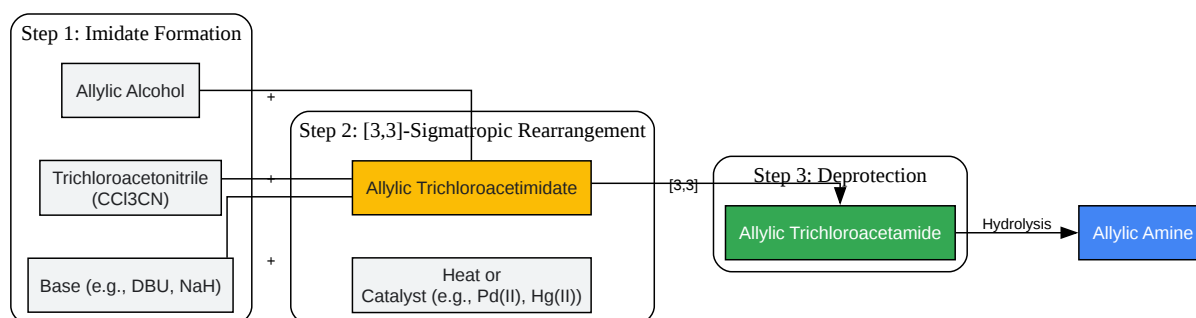 Step 1: Imidate Formation
Allylic Alcohol
+
Trichloroacetonitrile
(CCl3CN)
+
Base (e.g., DBU, NaH)
+
Step 2: [3,3]-Sigmatropic Rearrangement
Allylic Trichloroacetimidate
Heat or
Catalyst (e.g., Pd(II), Hg(II))
[3,3]
Step 3: Deprotection
Allylic Trichloroacetamide
Hydrolysis
Allylic Amine